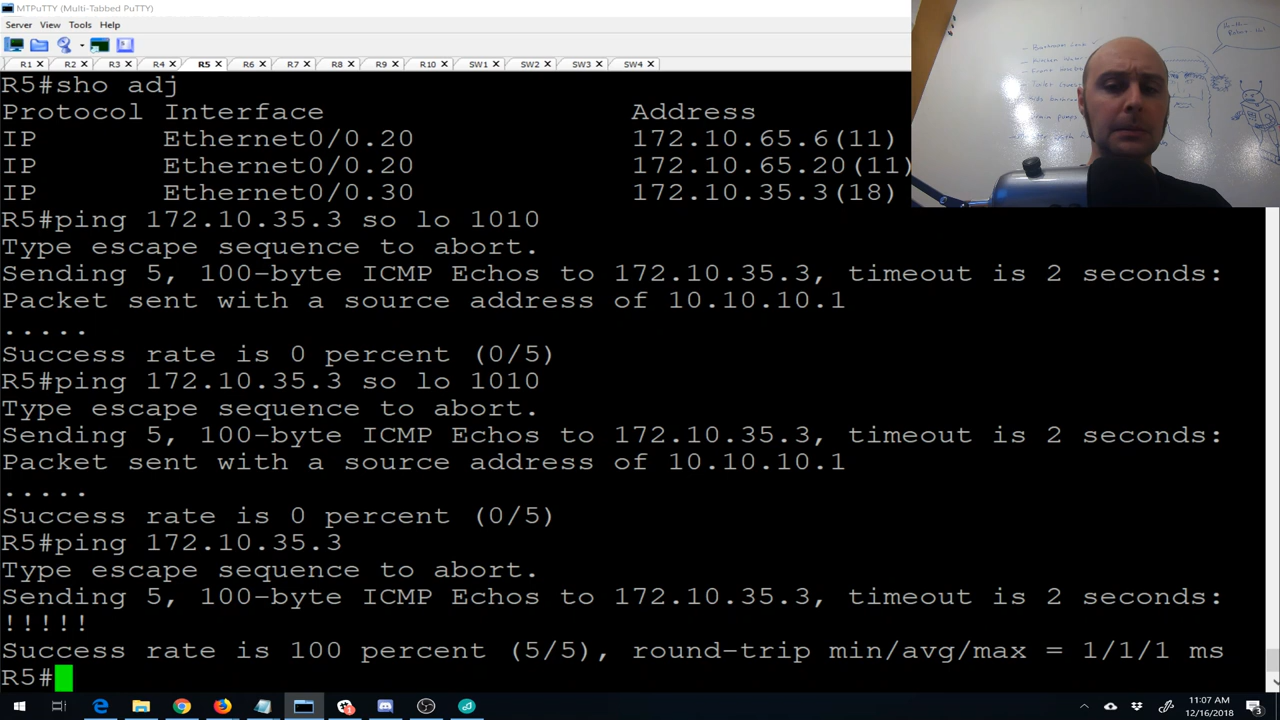 MTPuTTY (Multi-Tabbed PuTTY)
Server View Tools Help
R1 R2 R3 R4 R5 R6 R7 R8 R9 R10 SW1 SW2 SW3 SW4
R5#sho adj
Protocol Interface Address
IP Ethernet0/0.20 172.10.65.6(11)
IP Ethernet0/0.20 172.10.65.20(11)
IP Ethernet0/0.30 172.10.35.3(18)
R5#ping 172.10.35.3 so lo 1010
Type escape sequence to abort.
Sending 5, 100-byte ICMP Echos to 172.10.35.3, timeout is 2 seconds:
Packet sent with a source address of 10.10.10.1
.....
Success rate is 0 percent (0/5)
R5#ping 172.10.35.3 so lo 1010
Type escape sequence to abort.
Sending 5, 100-byte ICMP Echos to 172.10.35.3, timeout is 2 seconds:
Packet sent with a source address of 10.10.10.1
.....
Success rate is 0 percent (0/5)
R5#ping 172.10.35.3
Type escape sequence to abort.
Sending 5, 100-byte ICMP Echos to 172.10.35.3, timeout is 2 seconds:
!!!!!
Success rate is 100 percent (5/5), round-trip min/avg/max = 1/1/1 ms
R5#
11:07 AM
12/16/2018
3